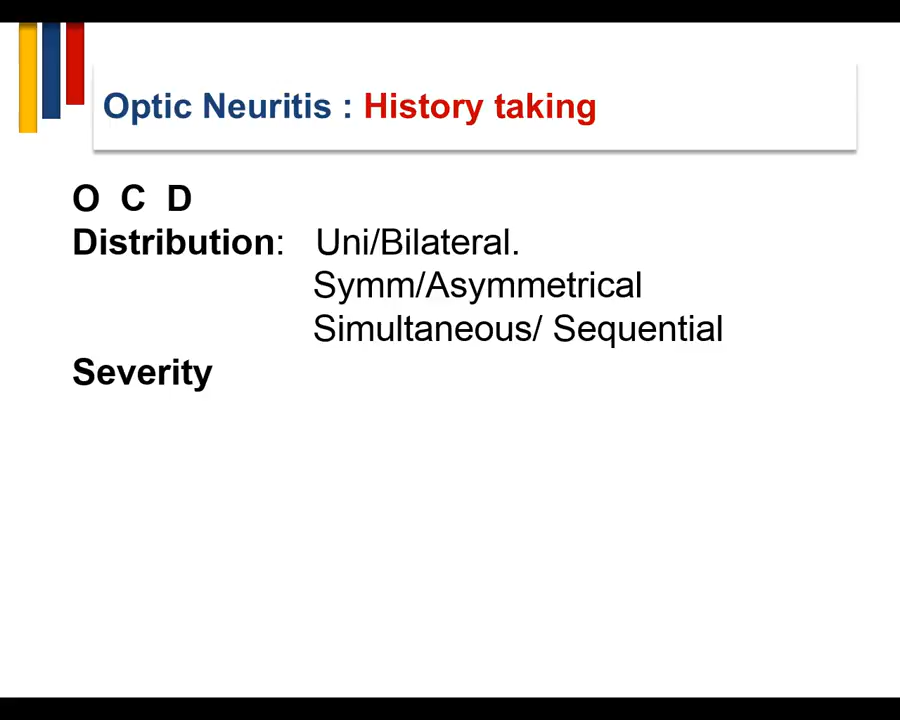 Optic Neuritis : History taking
O C D
Distribution: Uni/Bilateral.
Symm/Asymmetrical
Simultaneous/ Sequential
Severity